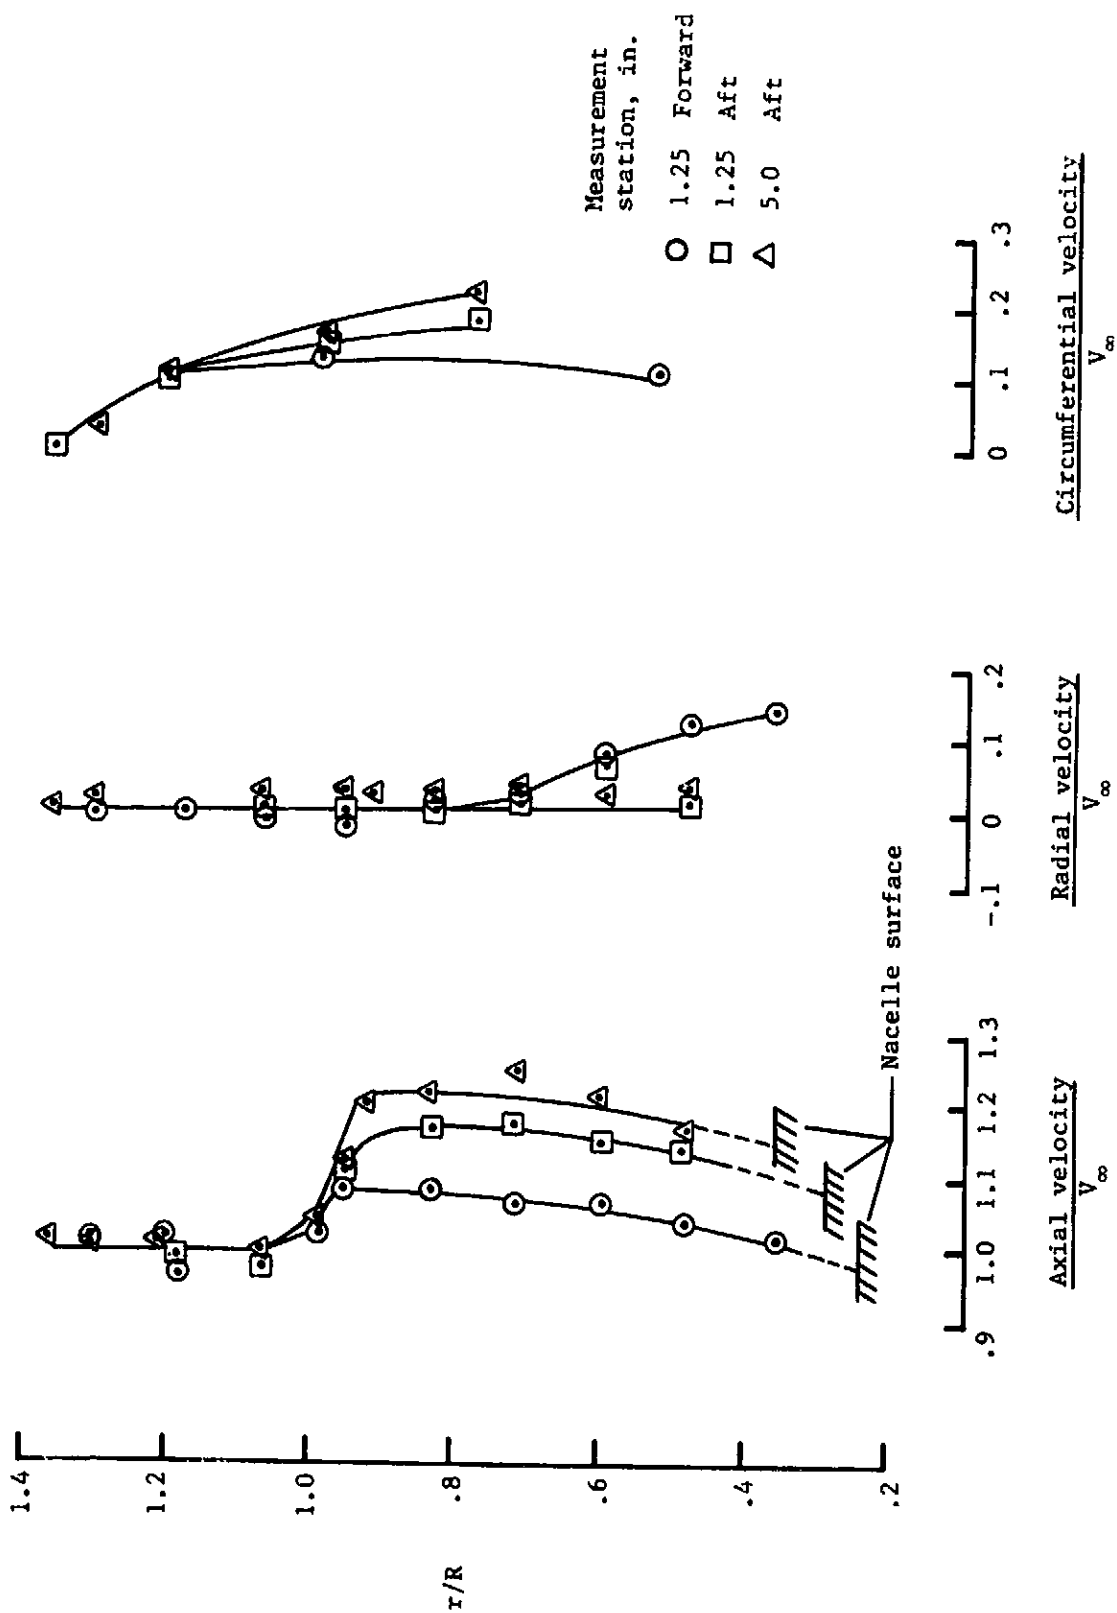 1.4
1.2
1.0
.8
.6
.4
.2
r/R
Nacelle surface
.9
1.0
1.1
1.2
1.3
Axial velocity
V∞
-.1
0
.1
.2
Radial velocity
V∞
0
.1
.2
.3
Circumferential velocity
V∞
Measurement
station, in.
1.25 Forward
1.25 Aft
5.0 Aft